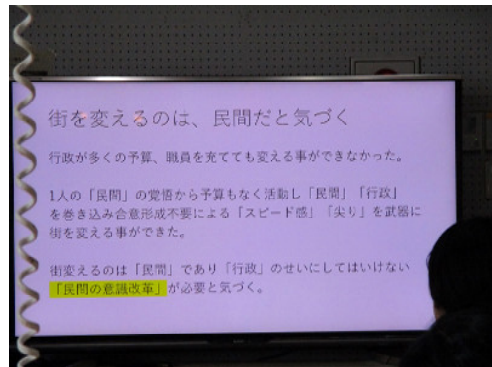 街を変えるのは、民間だと気づく
行政が多くの予算、職員を充てても変える事ができなかった。
1人の「民間」の覚悟から予算もなく活動し「民間」「行政」
を巻き込み合意形成不要による「スピード感」「尖り」を武器に
街を変える事ができた。
街変えるのは「民間」であり「行政」のせいにしてはいけない
「民間の意識改革」が必要と気づく。